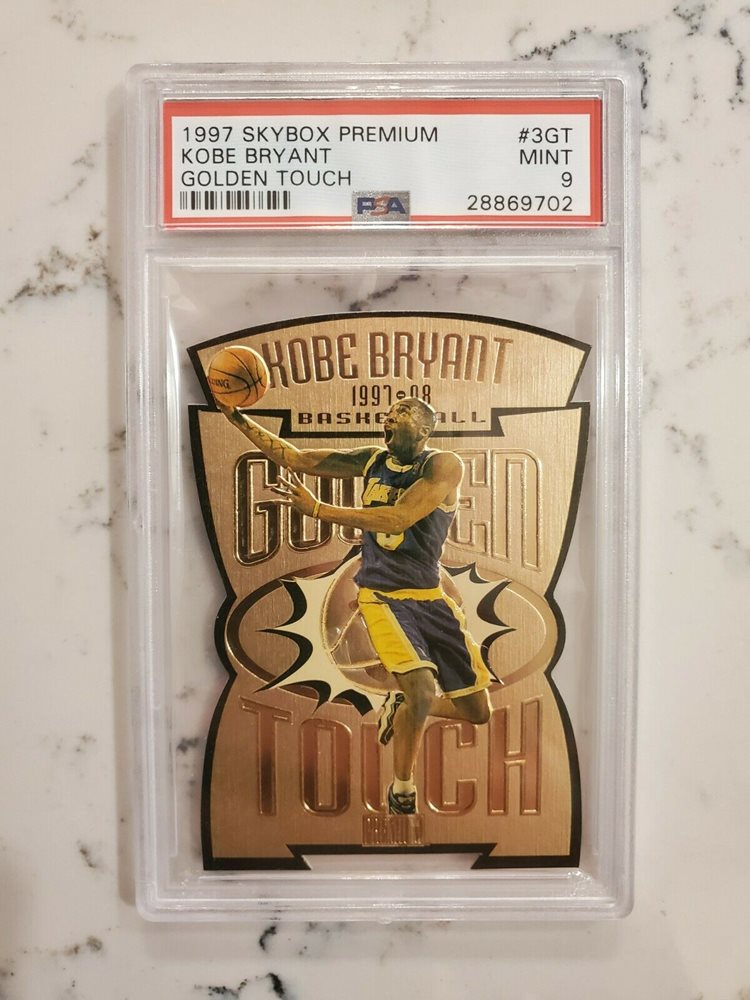 1997 SKYBOX PREMIUM #3GT
KOBE BRYANT MINT
GOLDEN TOUCH 9
PSA 28869702
KOBE BRYANT
1997-98
BASKETBALL
GOLDEN
TOUCH
PREMIUM